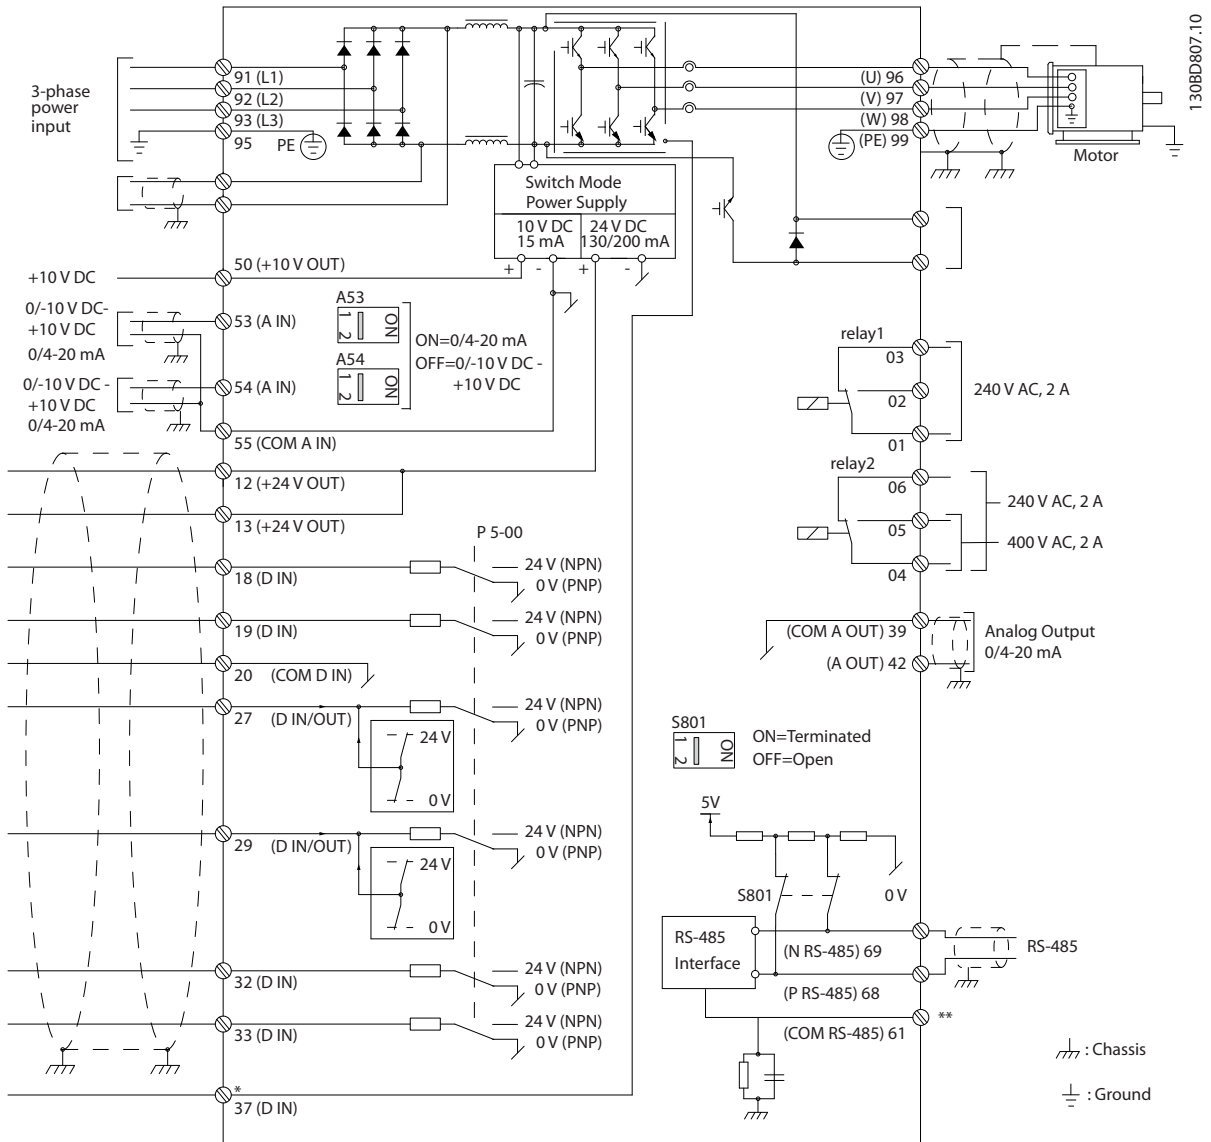 130BD807.10
3-phase
power
input
91 (L1)
92 (L2)
93 (L3)
95
PE
(U) 96
(V) 97
(W) 98
(PE) 99
Motor
Switch Mode
Power Supply
10 V DC
15 mA
24 V DC
130/200 mA
+
-
+
-
+10 V DC
50 (+10 V OUT)
0/-10 V DC-
+10 V DC
0/4-20 mA
53 (A IN)
A53
1 2
ON
A54
1 2
ON
ON=0/4-20 mA
OFF=0/-10 V DC -
+10 V DC
0/-10 V DC -
+10 V DC
0/4-20 mA
54 (A IN)
55 (COM A IN)
12 (+24 V OUT)
13 (+24 V OUT)
relay1
03
02
01
240 V AC, 2 A
relay2
06
05
04
240 V AC, 2 A
400 V AC, 2 A
P 5-00
18 (D IN)
24 V (NPN)
0 V (PNP)
19 (D IN)
24 V (NPN)
0 V (PNP)
20 (COM D IN)
27 (D IN/OUT)
24 V (NPN)
0 V (PNP)
24 V
0 V
29 (D IN/OUT)
24 V (NPN)
0 V (PNP)
24 V
0 V
32 (D IN)
24 V (NPN)
0 V (PNP)
33 (D IN)
24 V (NPN)
0 V (PNP)
*
37 (D IN)
(COM A OUT) 39
(A OUT) 42
Analog Output
0/4-20 mA
S801
1 2
ON
ON=Terminated
OFF=Open
5V
S801
0 V
RS-485
Interface
(N RS-485) 69
(P RS-485) 68
(COM RS-485) 61
RS-485
**
: Chassis
: Ground